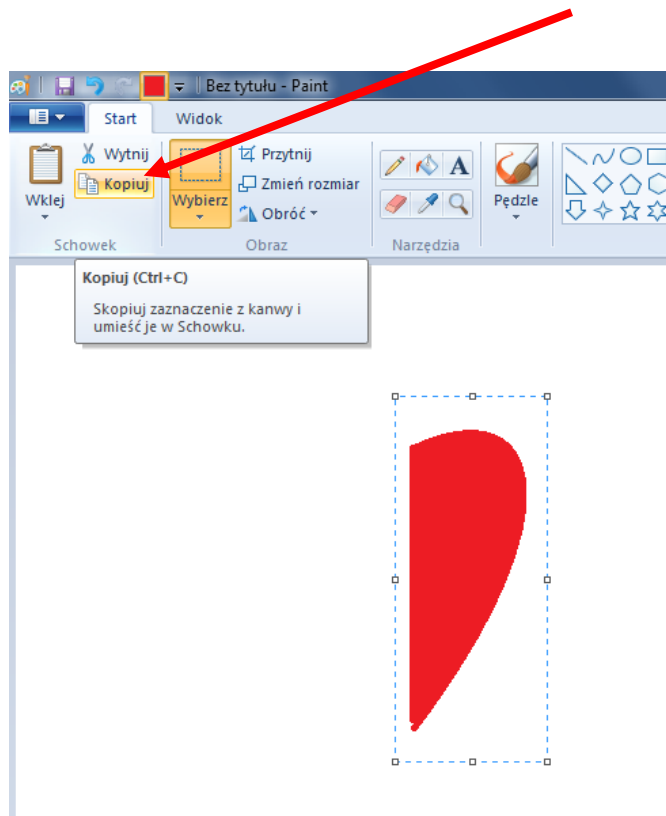 Bez tytułu - Paint
Start Widok
Wklej
Wytnij
Kopiuj
Wybierz
Przytnij
Zmień rozmiar
Obróć
A
Pędzle
Schowek Obraz Narzędzia
Kopiuj (Ctrl+C)
Skopiuj zaznaczenie z kanwy i
umieść je w Schowku.